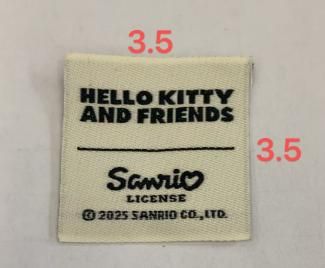 3.5
HELLO KITTY
AND FRIENDS
3.5
Sanrio
LICENSE
© 2025 SANRIO CO., LTD.